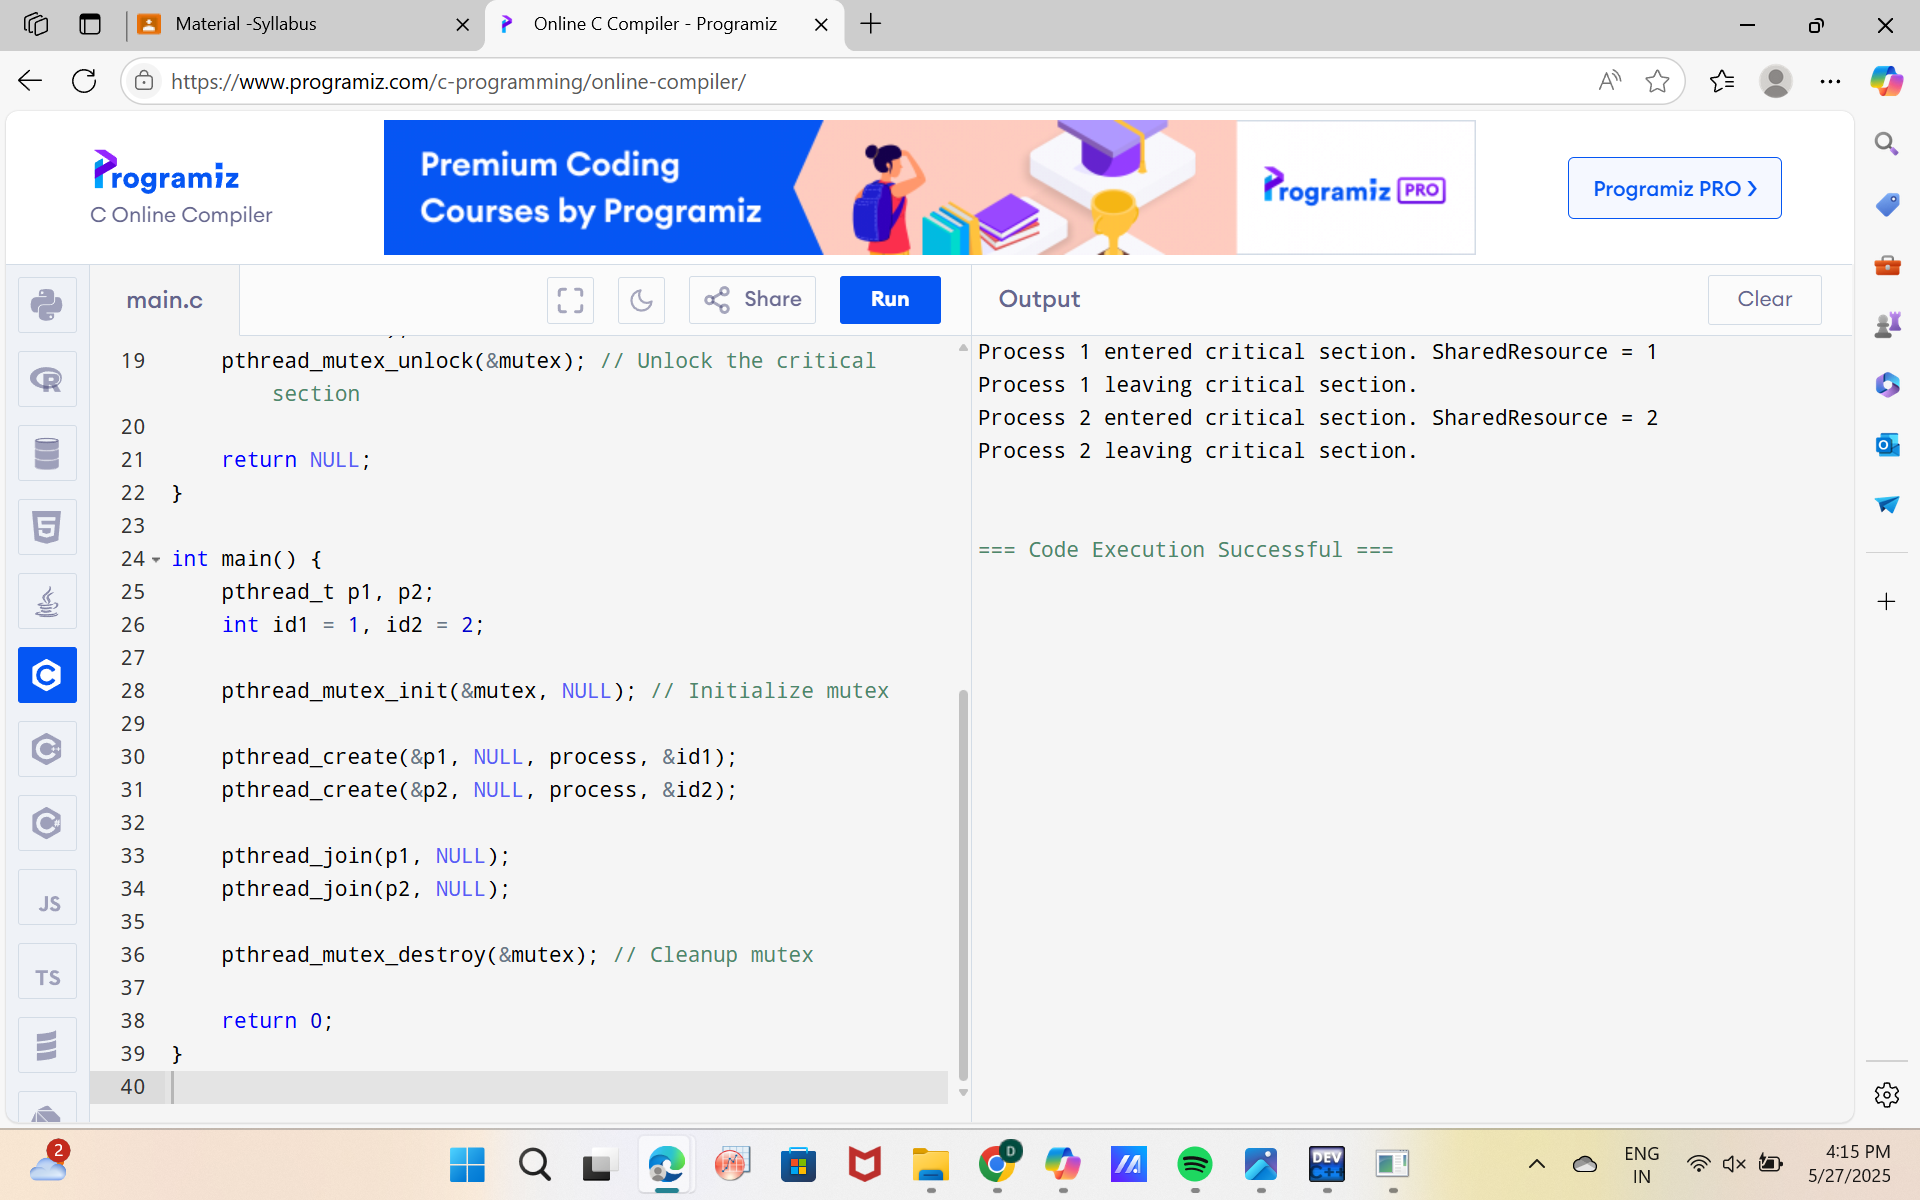 Material -Syllabus
Online C Compiler - Programiz
https://www.programiz.com/c-programming/online-compiler/
Programiz
C Online Compiler
Premium Coding
Courses by Programiz
Programiz PRO
Programiz PRO ❯
main.c
Share
Run
Output
Clear
19 pthread_mutex_unlock(&mutex); // Unlock the critical
section
20
21 return NULL;
22 }
23
24 int main() {
25 pthread_t p1, p2;
26 int id1 = 1, id2 = 2;
27
28 pthread_mutex_init(&mutex, NULL); // Initialize mutex
29
30 pthread_create(&p1, NULL, process, &id1);
31 pthread_create(&p2, NULL, process, &id2);
32
33 pthread_join(p1, NULL);
34 pthread_join(p2, NULL);
35
36 pthread_mutex_destroy(&mutex); // Cleanup mutex
37
38 return 0;
39 }
40
Process 1 entered critical section. SharedResource = 1
Process 1 leaving critical section.
Process 2 entered critical section. SharedResource = 2
Process 2 leaving critical section.
=== Code Execution Successful ===
JS
TS
2
D
DEV
C++
ENG
IN
4:15 PM
5/27/2025